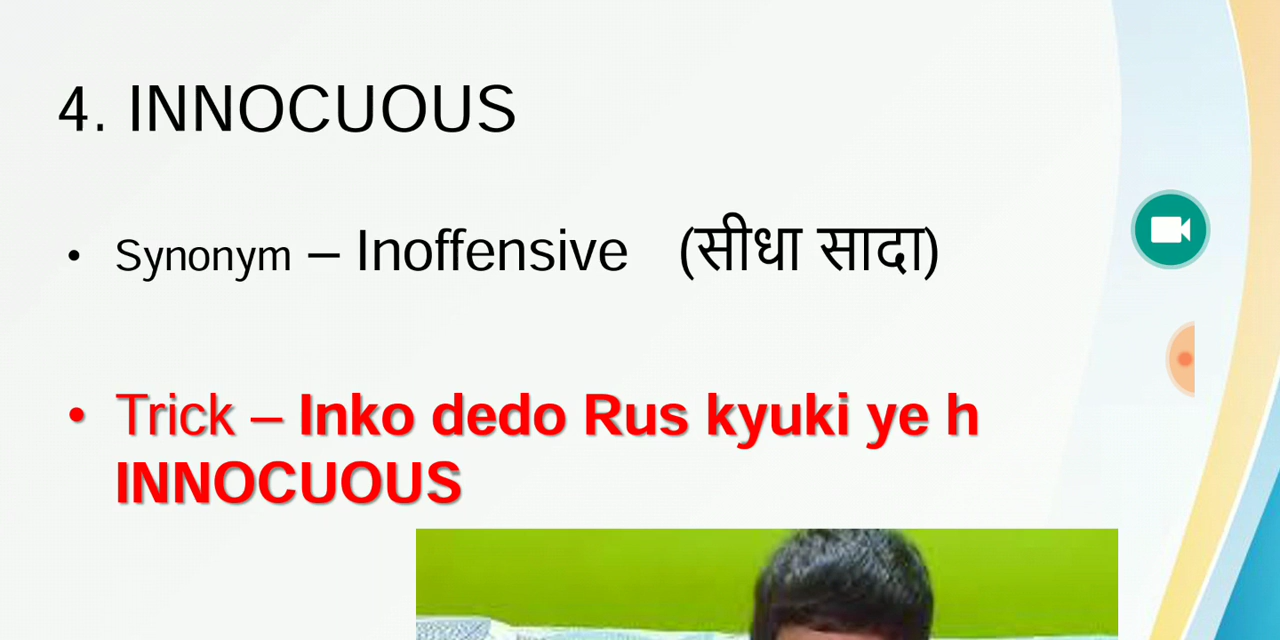 4. INNOCUOUS
• Synonym – Inoffensive (सीधा सादा)
• Trick – Inko dedo Rus kyuki ye h
INNOCUOUS